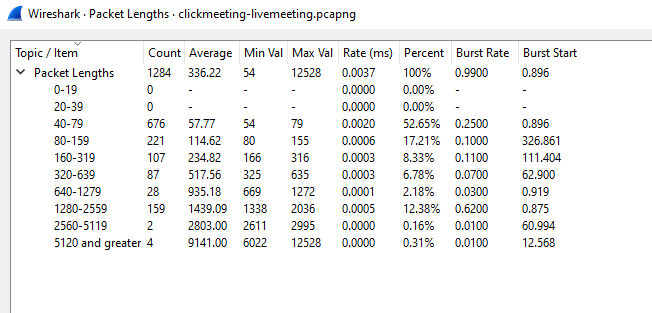 Wireshark · Packet Lengths · clickmeeting-livemeeting.pcapng
Topic / Item Count Average Min Val Max Val Rate (ms) Percent Burst Rate Burst Start
Packet Lengths 1284 336.22 54 12528 0.0037 100% 0.9900 0.896
0-19 0 - - - 0.0000 0.00% - -
20-39 0 - - - 0.0000 0.00% - -
40-79 676 57.77 54 79 0.0020 52.65% 0.2500 0.896
80-159 221 114.62 80 155 0.0006 17.21% 0.1000 326.861
160-319 107 234.82 166 316 0.0003 8.33% 0.1100 111.404
320-639 87 517.56 325 635 0.0003 6.78% 0.0700 62.900
640-1279 28 935.18 669 1272 0.0001 2.18% 0.0300 0.919
1280-2559 159 1439.09 1338 2036 0.0005 12.38% 0.6200 0.875
2560-5119 2 2803.00 2611 2995 0.0000 0.16% 0.0100 60.994
5120 and greater 4 9141.00 6022 12528 0.0000 0.31% 0.0100 12.568